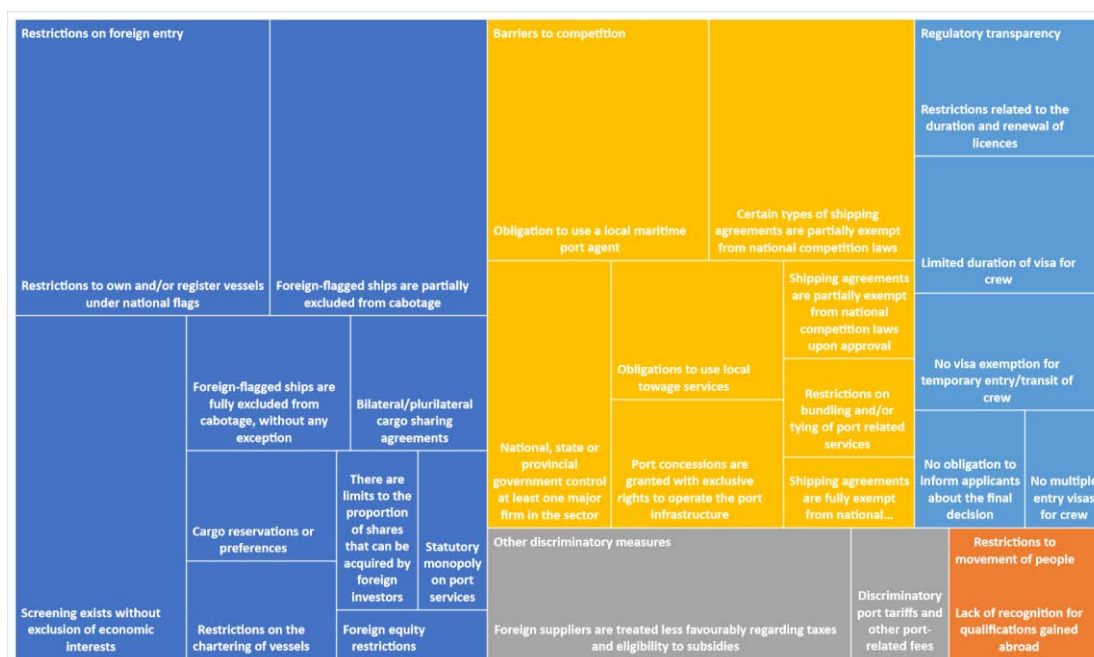 Restrictions on foreign entry
Restrictions to own and/or register vessels
under national flags
Foreign-flagged ships are partially
excluded from cabotage
Screening exists without
exclusion of economic
interests
Foreign-flagged ships are
fully excluded from
cabotage, without any
exception
Bilateral/plurilateral
cargo sharing
agreements
Cargo reservations or
preferences
Restrictions on the
chartering of vessels
There are
limits to the
proportion
of shares
that can be
acquired by
foreign
investors
Statutory
monopoly
on port
services
Foreign equity
restrictions
Barriers to competition
Obligation to use a local maritime
port agent
Certain types of shipping
agreements are partially exempt
from national competition laws
National, state or
provincial
government control
at least one major
firm in the sector
Obligations to use local
towage services
Port concessions are
granted with exclusive
rights to operate the port
infrastructure
Shipping agreements
are partially exempt
from national
competition laws
upon approval
Restrictions on
bundling and/or
tying of port related
services
Shipping agreements
are fully exempt
from national...
Regulatory transparency
Restrictions related to the
duration and renewal of
licences
Limited duration of visa for
crew
No visa exemption for
temporary entry/transit of
crew
No obligation to
inform applicants
about the final
decision
No multiple
entry visas
for crew
Other discriminatory measures
Foreign suppliers are treated less favourably regarding taxes
and eligibility to subsidies
Discriminatory
port tariffs and
other port-
related fees
Restrictions to
movement of people
Lack of recognition for
qualifications gained
abroad